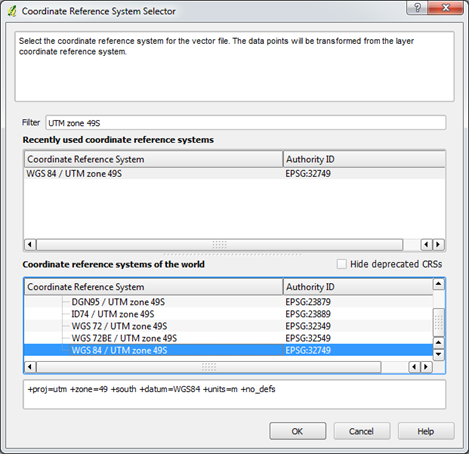 Coordinate Reference System Selector
Select the coordinate reference system for the vector file. The data points will be transformed from the layer
coordinate reference system.
Filter UTM zone 49S
Recently used coordinate reference systems
Coordinate Reference System Authority ID
WGS 84 / UTM zone 49S EPSG:32749
Coordinate reference systems of the world Hide deprecated CRSs
Coordinate Reference System Authority ID
DGN95 / UTM zone 49S EPSG:23879
ID74 / UTM zone 49S EPSG:23889
WGS 72 / UTM zone 49S EPSG:32349
WGS 72BE / UTM zone 49S EPSG:32549
WGS 84 / UTM zone 49S EPSG:32749
+proj=utm +zone=49 +south +datum=WGS84 +units=m +no_defs
OK Cancel Help